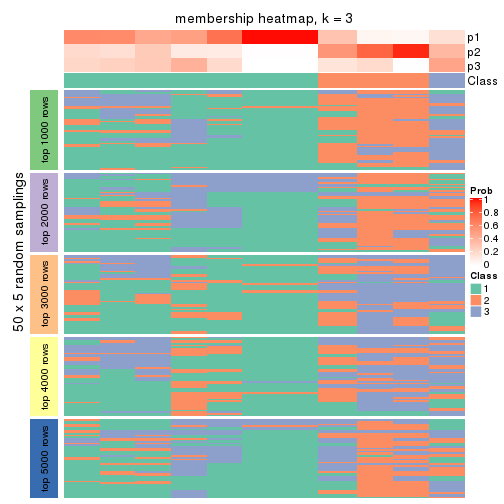 membership heatmap, k = 3
p1
p2
p3
Class
50 x 5 random samplings
top 1000 rows
top 2000 rows
top 3000 rows
top 4000 rows
top 5000 rows
Prob
1
0.8
0.6
0.4
0.2
0
Class
1
2
3